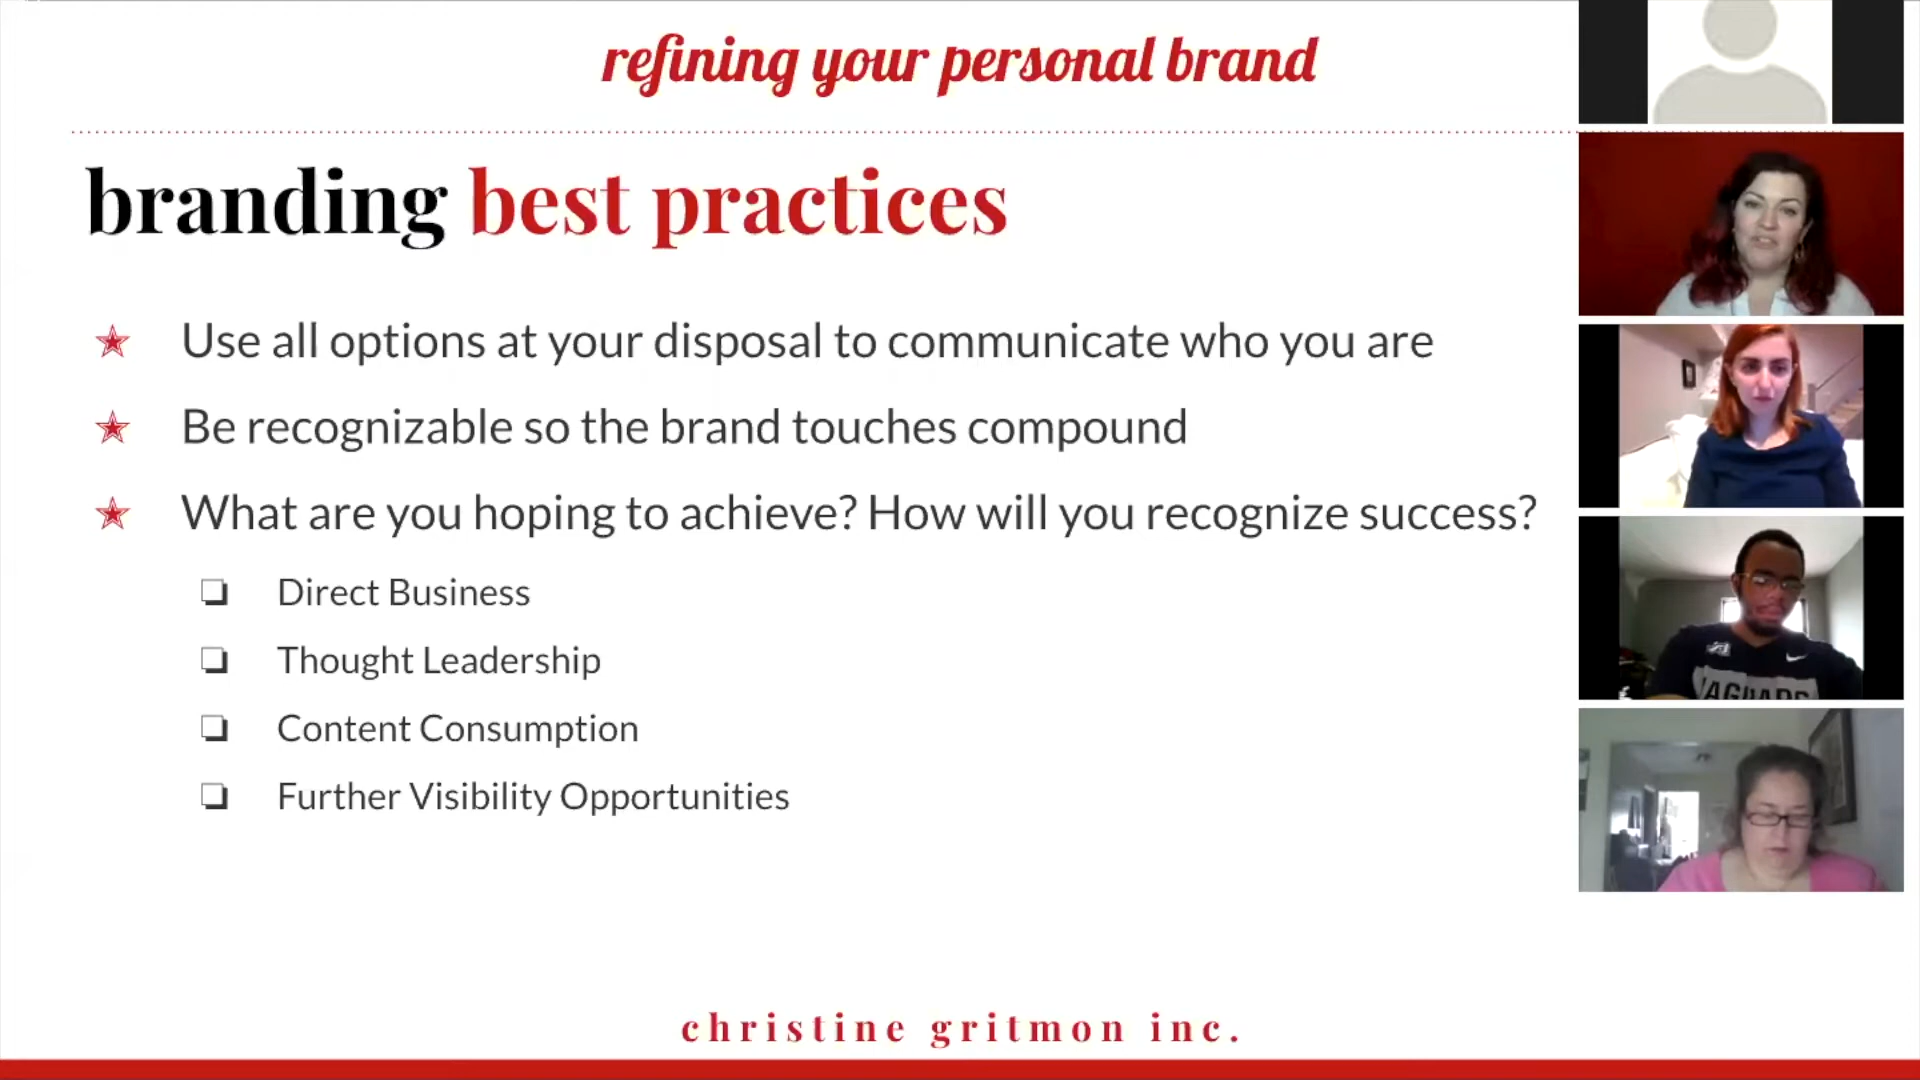 refining your personal brand
branding best practices
Use all options at your disposal to communicate who you are
Be recognizable so the brand touches compound
What are you hoping to achieve? How will you recognize success?
Direct Business
Thought Leadership
Content Consumption
Further Visibility Opportunities
JAGUARS
christine gritmon inc.